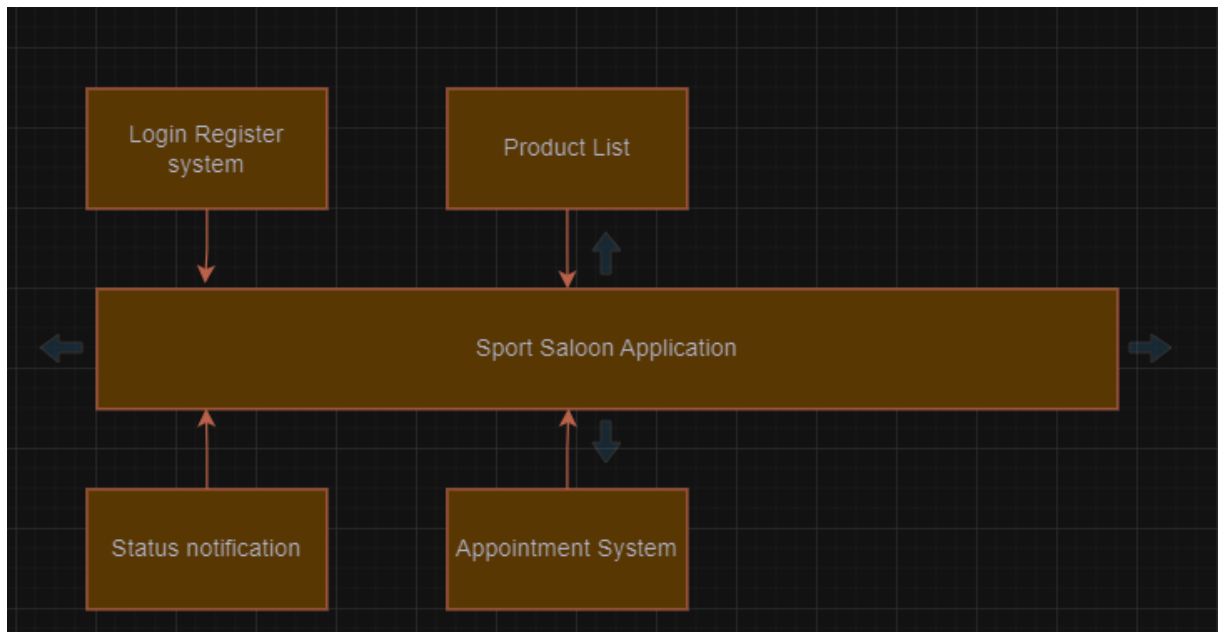 Login Register
system
Product List
Sport Saloon Application
Status notification
Appointment System